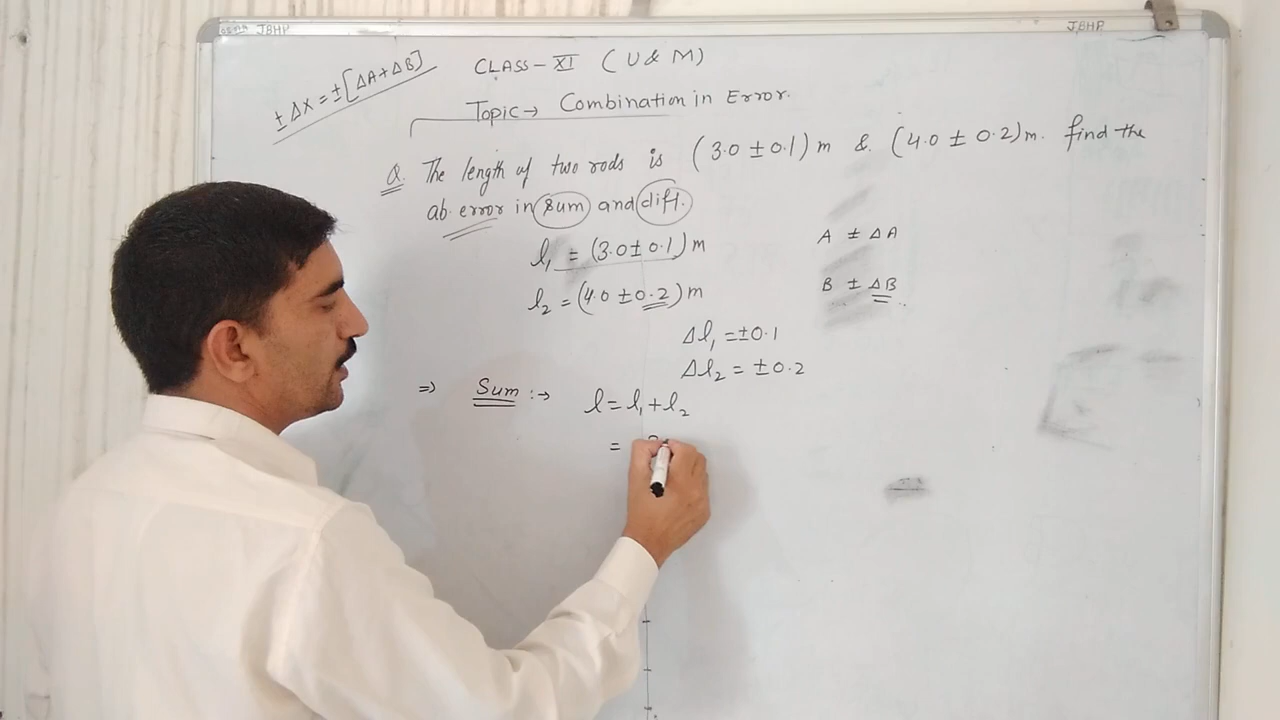 JBHP
JBHP
± ΔX = ± [ΔA + ΔB]
CLASS - XI (U & M)
Topic → Combination in Error.
Q. The length of two rods is (3.0 ± 0.1) m & (4.0 ± 0.2) m. find the
ab. error in sum and diff.
l₁ = (3.0 ± 0.1) m
A ± ΔA
l₂ = (4.0 ± 0.2) m
B ± ΔB
Δl₁ = ± 0.1
Δl₂ = ± 0.2
⇒ Sum :→ l = l₁ + l₂
=